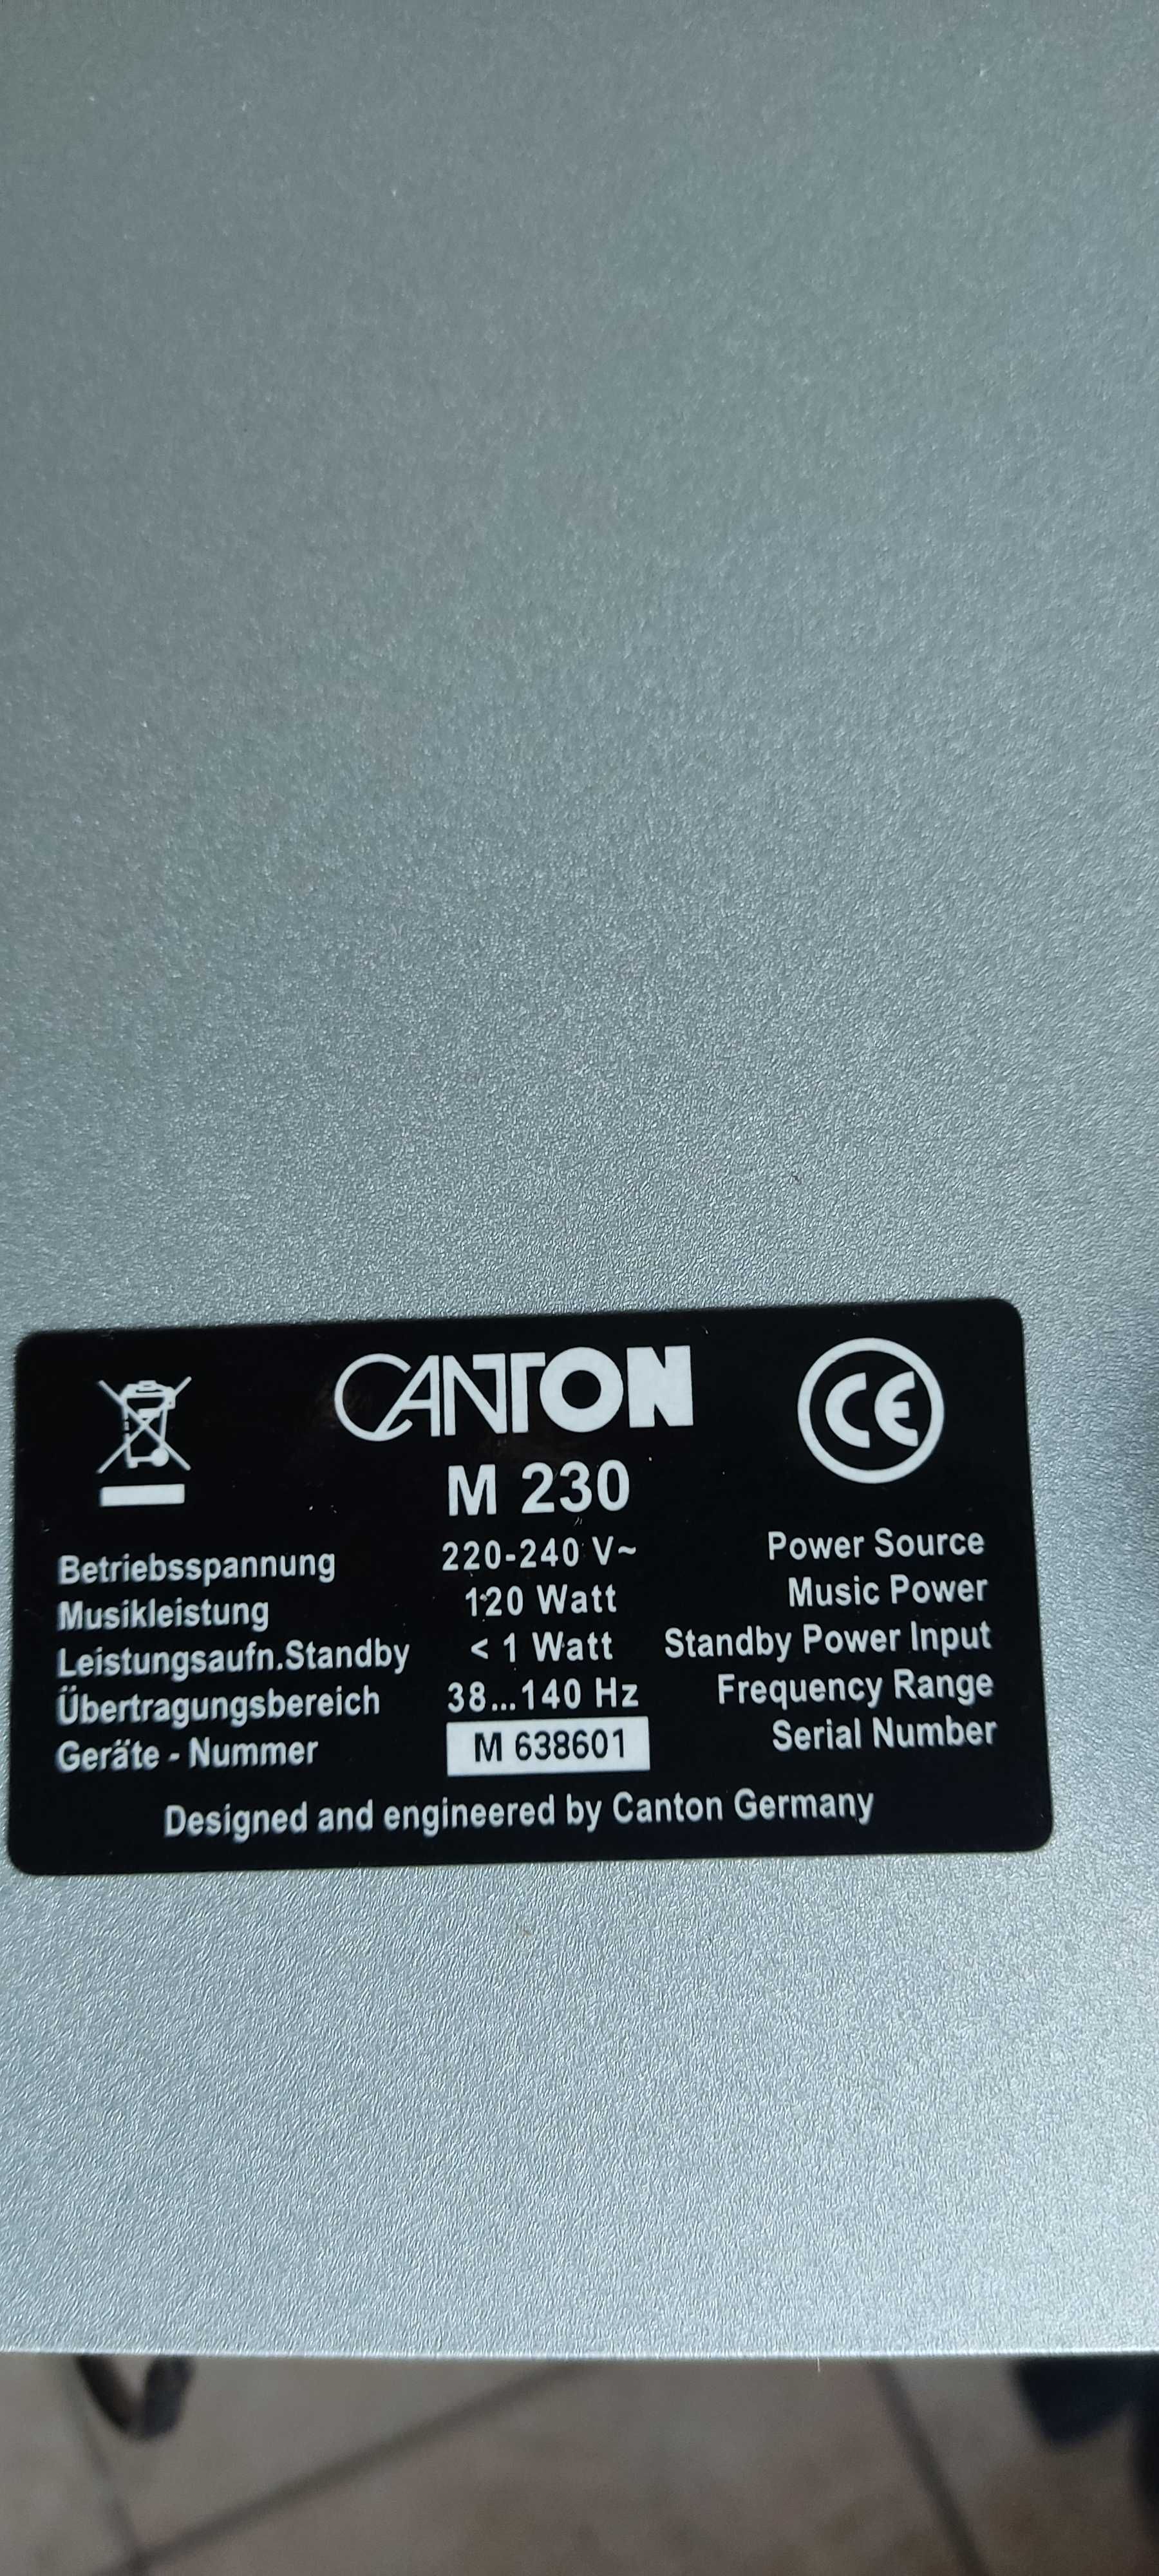 CANTON
CE
M 230
Betriebsspannung 220-240 V~ Power Source
Musikleistung 120 Watt Music Power
Leistungsaufn.Standby < 1 Watt Standby Power Input
Übertragungsbereich 38...140 Hz Frequency Range
Geräte - Nummer M 638601 Serial Number
Designed and engineered by Canton Germany